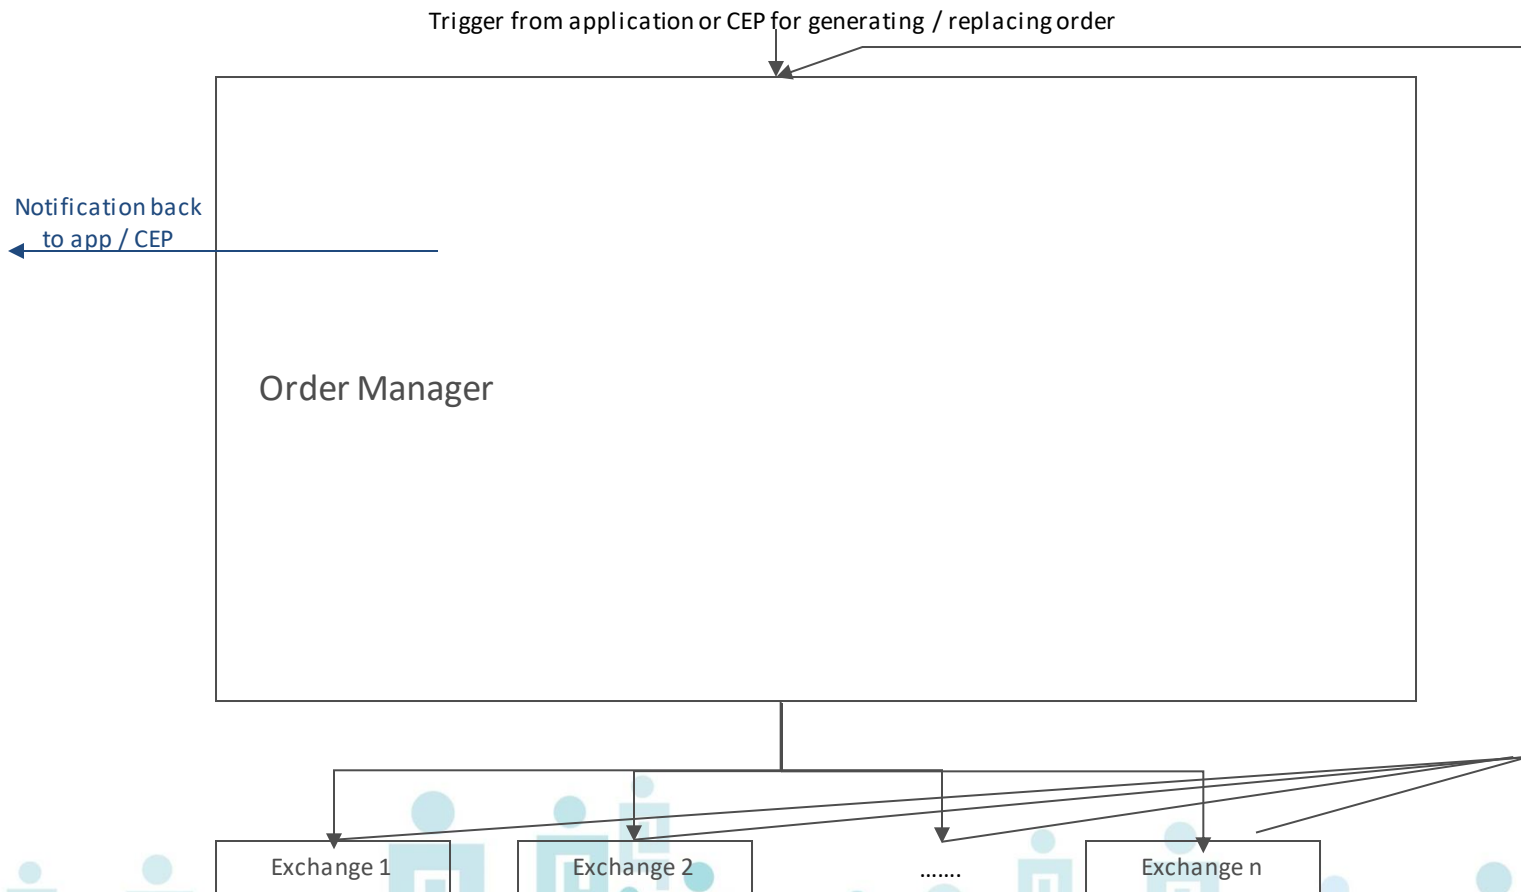 Trigger from application or CEP for generating / replacing order
Notification back
to app / CEP
Order Manager
Exchange 1
Exchange 2
.......
Exchange n